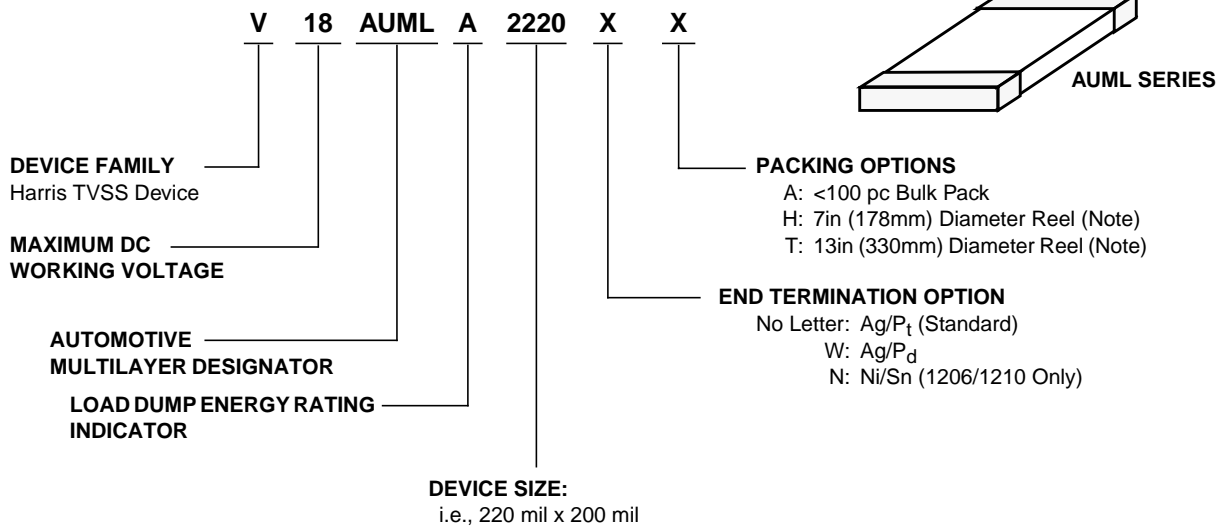 V 18 AUML A 2220 X X
AUML SERIES
DEVICE FAMILY
Harris TVSS Device
MAXIMUM DC
WORKING VOLTAGE
AUTOMOTIVE
MULTILAYER DESIGNATOR
LOAD DUMP ENERGY RATING
INDICATOR
DEVICE SIZE:
i.e., 220 mil x 200 mil
PACKING OPTIONS
A: <100 pc Bulk Pack
H: 7in (178mm) Diameter Reel (Note)
T: 13in (330mm) Diameter Reel (Note)
END TERMINATION OPTION
No Letter: Ag/Pt (Standard)
W: Ag/Pd
N: Ni/Sn (1206/1210 Only)